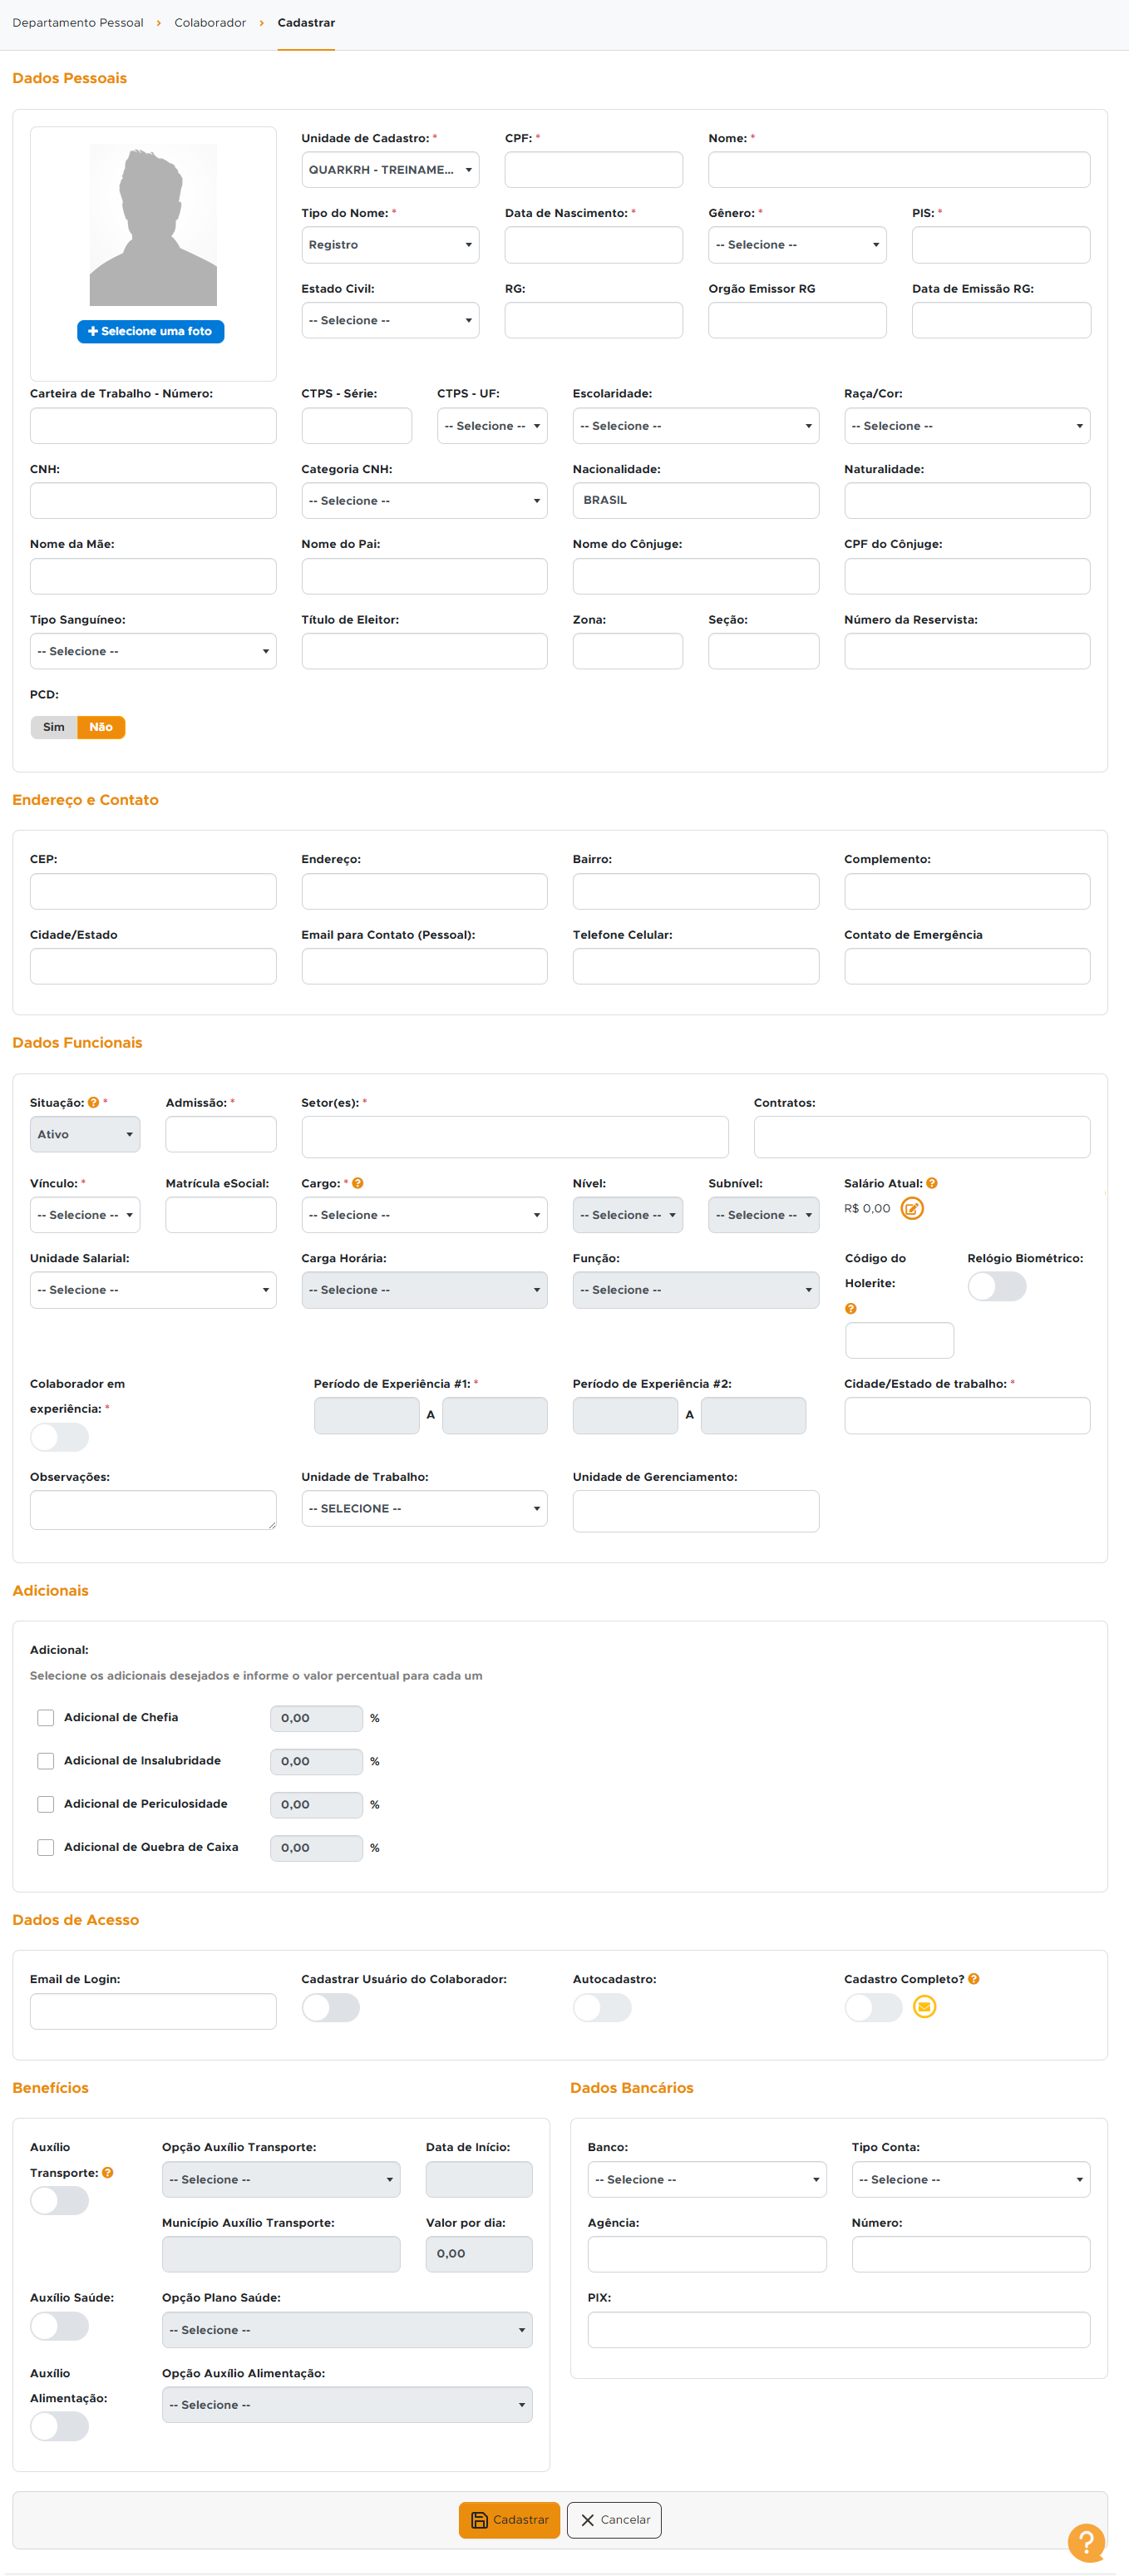 Departamento Pessoal › Colaborador › Cadastrar
Dados Pessoais
Unidade de Cadastro: * CPF: * Nome: *
QUARKRH - TREINAME...
Tipo do Nome: * Data de Nascimento: * Gênero: * PIS: *
Registro -- Selecione --
Estado Civil: RG: Orgão Emissor RG Data de Emissão RG:
-- Selecione --
+ Selecione uma foto
Carteira de Trabalho - Número: CTPS - Série: CTPS - UF: Escolaridade: Raça/Cor:
-- Selecione -- -- Selecione -- -- Selecione --
CNH: Categoria CNH: Nacionalidade: Naturalidade:
-- Selecione -- BRASIL
Nome da Mãe: Nome do Pai: Nome do Cônjuge: CPF do Cônjuge:
Tipo Sanguíneo: Título de Eleitor: Zona: Seção: Número da Reservista:
-- Selecione --
PCD:
Sim Não
Endereço e Contato
CEP: Endereço: Bairro: Complemento:
Cidade/Estado Email para Contato (Pessoal): Telefone Celular: Contato de Emergência
Dados Funcionais
Situação: ? * Admissão: * Setor(es): * Contratos:
Ativo
Vínculo: * Matrícula eSocial: Cargo: * ? Nível: Subnível: Salário Atual: ?
-- Selecione -- -- Selecione -- -- Selecione -- -- Selecione -- R$ 0,00
Unidade Salarial: Carga Horária: Função: Código do Holerite: ? Relógio Biométrico:
-- Selecione -- -- Selecione -- -- Selecione --
Colaborador em experiência: * Período de Experiência #1: * Período de Experiência #2: Cidade/Estado de trabalho: *
A A
Observações: Unidade de Trabalho: Unidade de Gerenciamento:
-- SELECIONE --
Adicionais
Adicional:
Selecione os adicionais desejados e informe o valor percentual para cada um
Adicional de Chefia 0,00 %
Adicional de Insalubridade 0,00 %
Adicional de Periculosidade 0,00 %
Adicional de Quebra de Caixa 0,00 %
Dados de Acesso
Email de Login: Cadastrar Usuário do Colaborador: Autocadastro: Cadastro Completo? ?
Benefícios
Auxílio Transporte: ? Opção Auxílio Transporte: Data de Início:
-- Selecione --
Município Auxílio Transporte: Valor por dia:
0,00
Auxílio Saúde: Opção Plano Saúde:
-- Selecione --
Auxílio Alimentação: Opção Auxílio Alimentação:
-- Selecione --
Dados Bancários
Banco: Tipo Conta:
-- Selecione -- -- Selecione --
Agência: Número:
PIX:
Cadastrar Cancelar
?